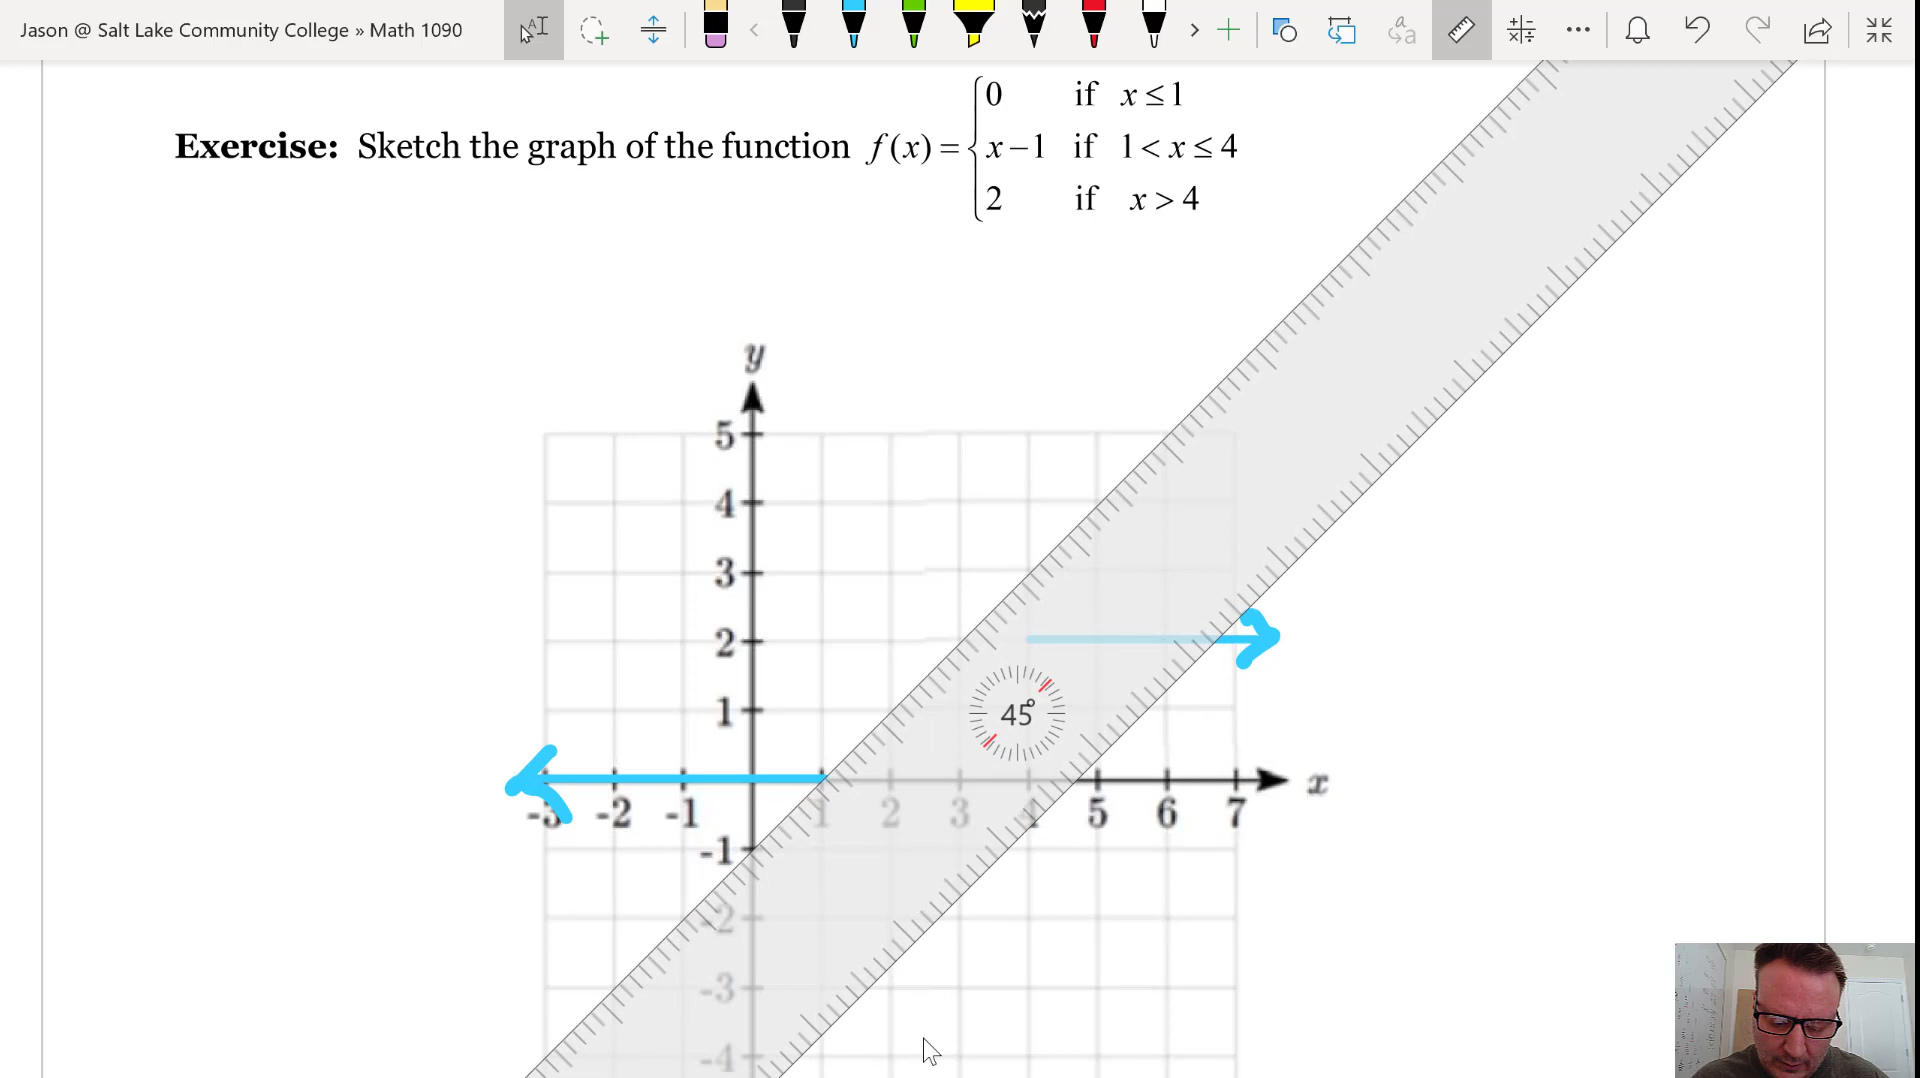 Jason @ Salt Lake Community College » Math 1090
Exercise: Sketch the graph of the function f(x) = { 0 if x ≤ 1
x − 1 if 1 < x ≤ 4
2 if x > 4
y
5
4
3
2
1
-3 -2 -1 1 2 3 4 5 6 7 x
-1
-2
-3
-4
45°